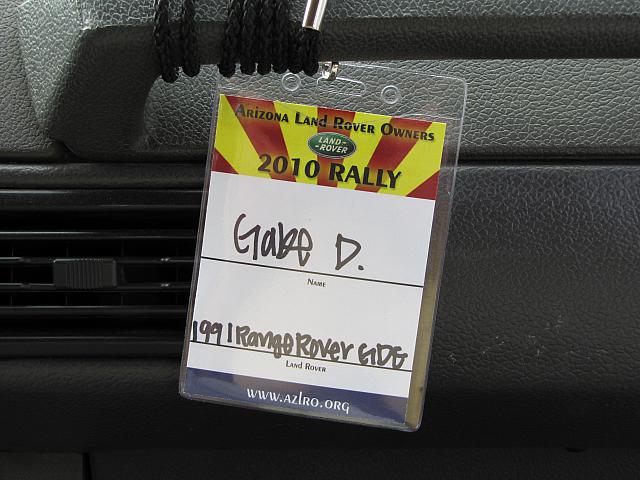 Arizona Land Rover Owners
LAND-
-ROVER
2010 RALLY
Gabe D.
Name
1991 Range Rover GDE
Land Rover
www.azlro.org